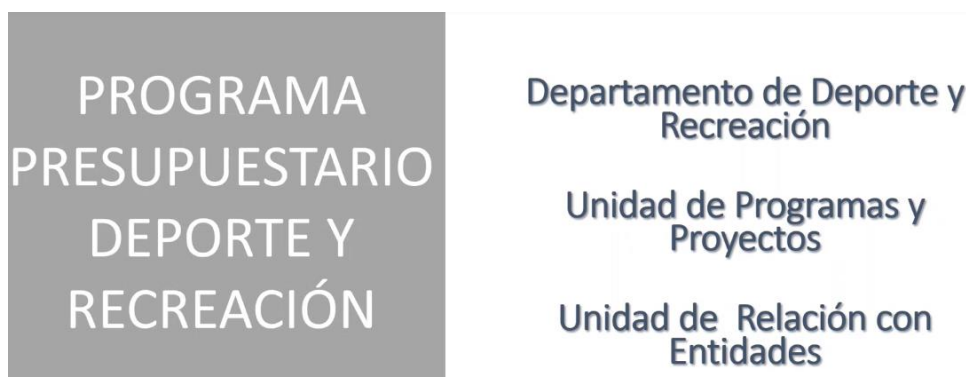 PROGRAMA
PRESUPUESTARIO
DEPORTE Y
RECREACIÓN
Departamento de Deporte y
Recreación
Unidad de Programas y
Proyectos
Unidad de Relación con
Entidades